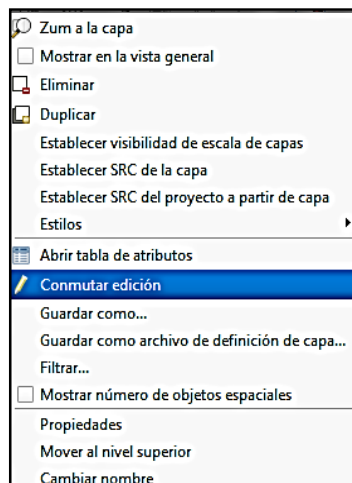 Zum a la capa
Mostrar en la vista general
Eliminar
Duplicar
Establecer visibilidad de escala de capas
Establecer SRC de la capa
Establecer SRC del proyecto a partir de capa
Estilos
Abrir tabla de atributos
Conmutar edición
Guardar como...
Guardar como archivo de definición de capa...
Filtrar...
Mostrar número de objetos espaciales
Propiedades
Mover al nivel superior
Cambiar nombre